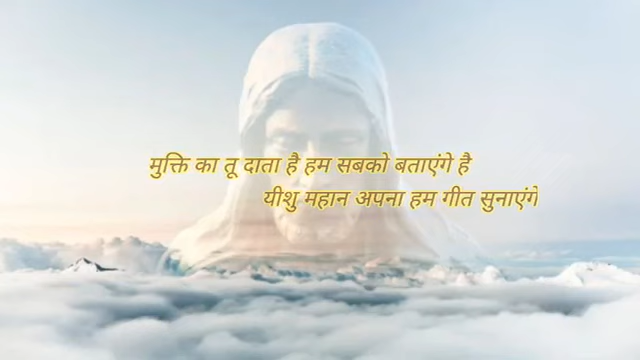 मुक्ति का तू दाता है हम सबको बताएंगे है
यीशु महान अपना हम गीत सुनाएंगे